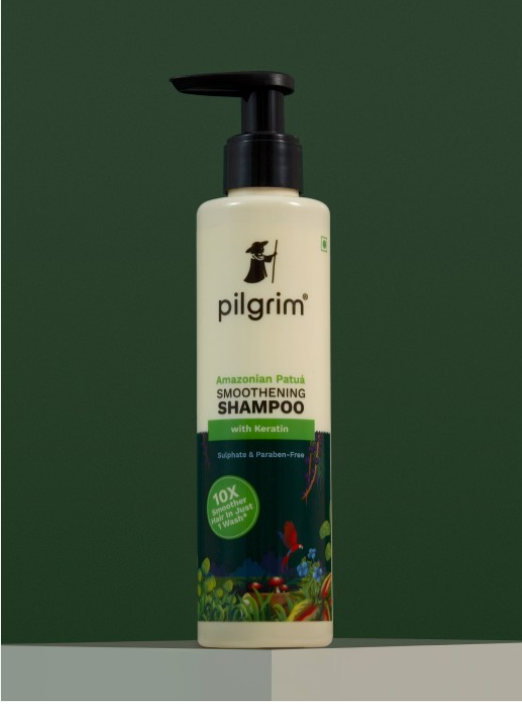 pilgrim®
Amazonian Patuá
SMOOTHENING
SHAMPOO
with Keratin
Sulphate & Paraben-Free
10X
Smoother
Hair In Just
1 Wash*